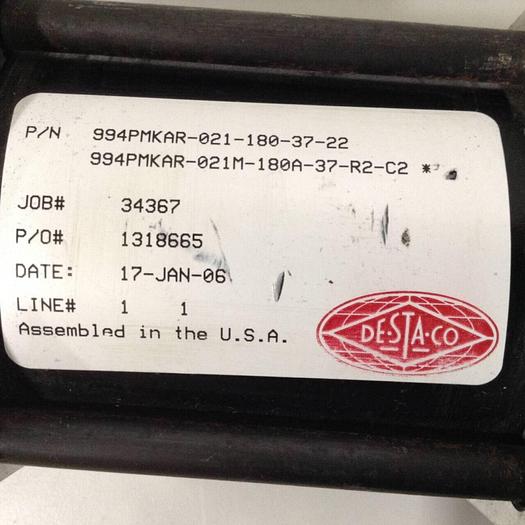 P/N 994PMKAR-021-180-37-22
994PMKAR-021M-180A-37-R2-C2 *
JOB# 34367
P/O# 1318665
DATE: 17-JAN-06
LINE# 1 1
Assembled in the U.S.A.
DE-STA-CO